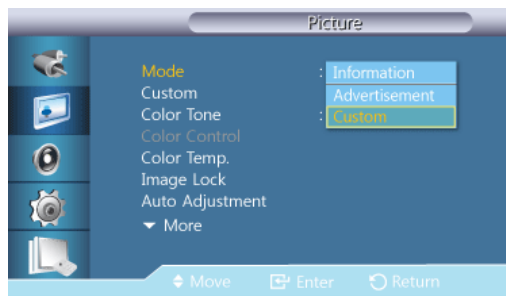 Picture
Mode : Information
Custom Advertisement
Color Tone : Custom
Color Control
Color Temp.
Image Lock
Auto Adjustment
More
Move Enter Return